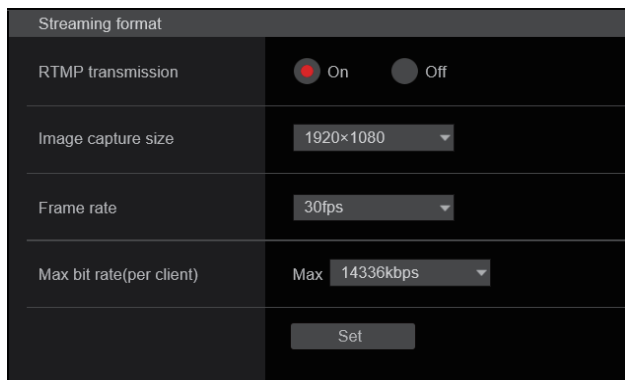 Streaming format
RTMP transmission On Off
Image capture size 1920×1080
Frame rate 30fps
Max bit rate(per client) Max 14336kbps
Set